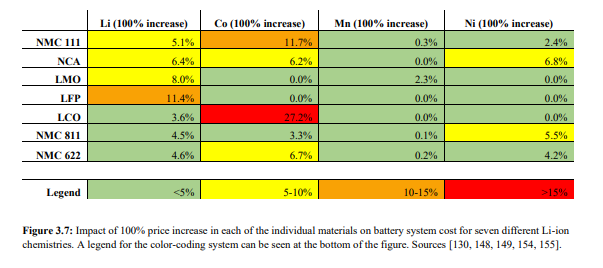 Li (100% increase) Co (100% increase) Mn (100% increase) Ni (100% increase)
NMC 111 5.1% 11.7% 0.3% 2.4%
NCA 6.4% 6.2% 0.0% 6.8%
LMO 8.0% 0.0% 2.3% 0.0%
LFP 11.4% 0.0% 0.0% 0.0%
LCO 3.6% 27.2% 0.0% 0.0%
NMC 811 4.5% 3.3% 0.1% 5.5%
NMC 622 4.6% 6.7% 0.2% 4.2%
Legend <5% 5-10% 10-15% >15%
Figure 3.7: Impact of 100% price increase in each of the individual materials on battery system cost for seven different Li-ion
chemistries. A legend for the color-coding system can be seen at the bottom of the figure. Sources [130, 148, 149, 154, 155].